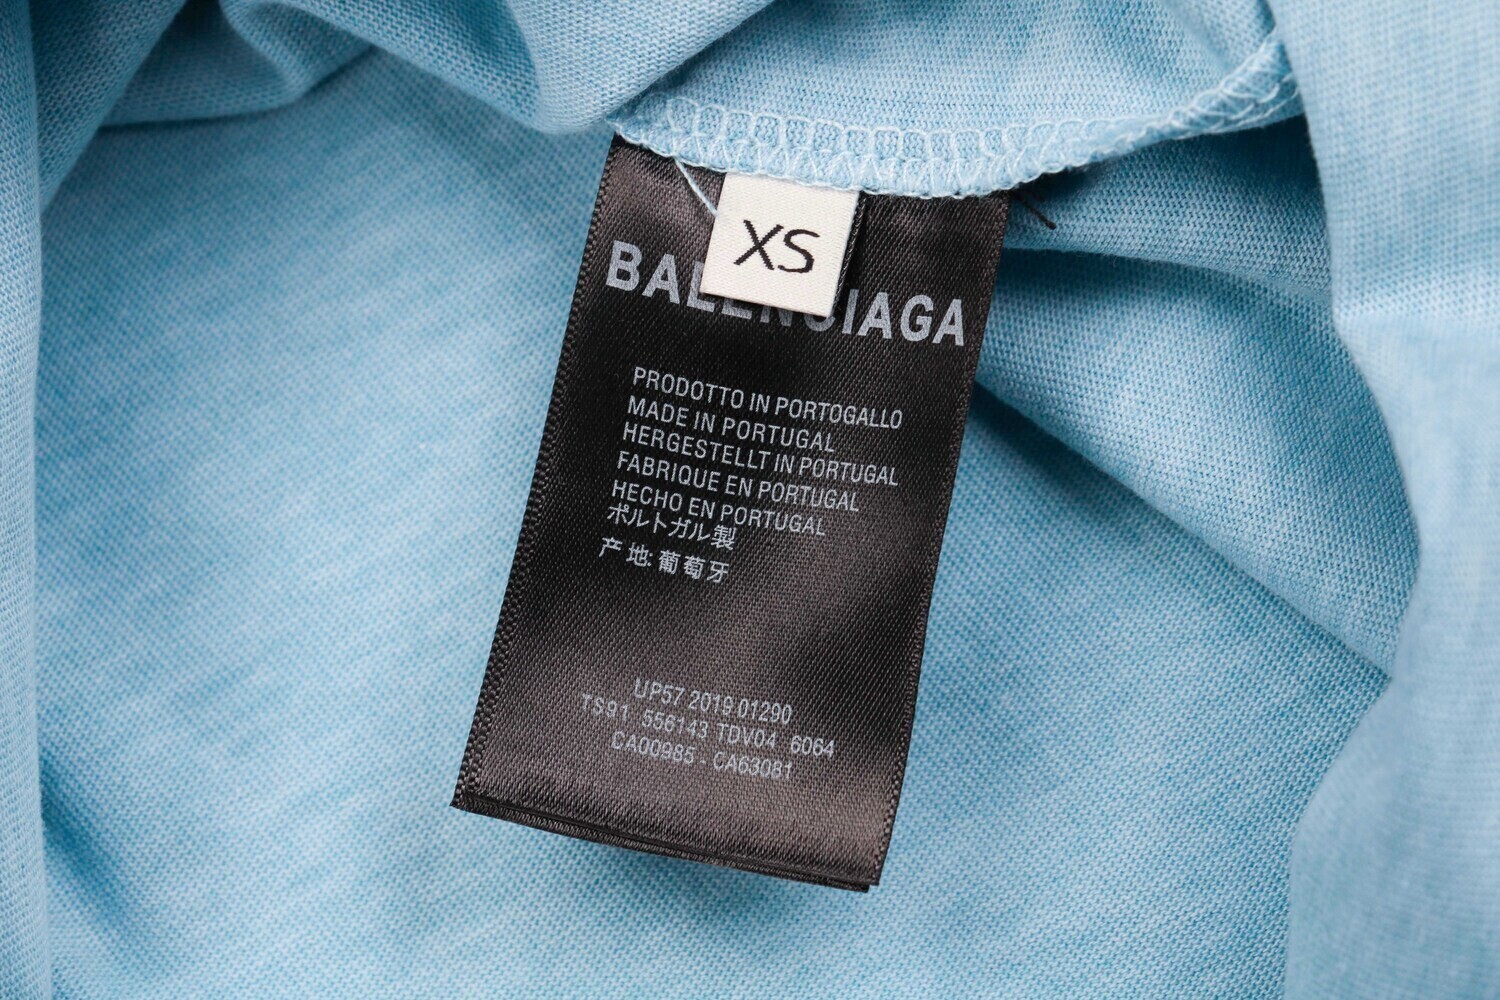 XS
BALENCIAGA
PRODOTTO IN PORTOGALLO
MADE IN PORTUGAL
HERGESTELLT IN PORTUGAL
FABRIQUE EN PORTUGAL
HECHO EN PORTUGAL
ポルトガル製
产地:葡萄牙
UP57 2019 01290
TS91 556143 TDV04 6064
CA00985 - CA63081